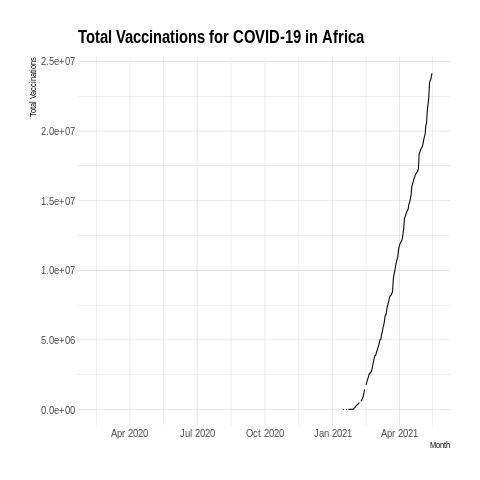 Total Vaccinations for COVID-19 in Africa
Total Vaccinations
2.5e+07
2.0e+07
1.5e+07
1.0e+07
5.0e+06
0.0e+00
Apr 2020 Jul 2020 Oct 2020 Jan 2021 Apr 2021
Month